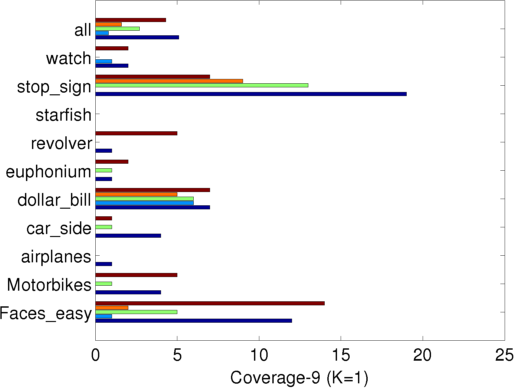 all
watch
stop_sign
starfish
revolver
euphonium
dollar_bill
car_side
airplanes
Motorbikes
Faces_easy
0 5 10 15 20 25
Coverage-9 (K=1)